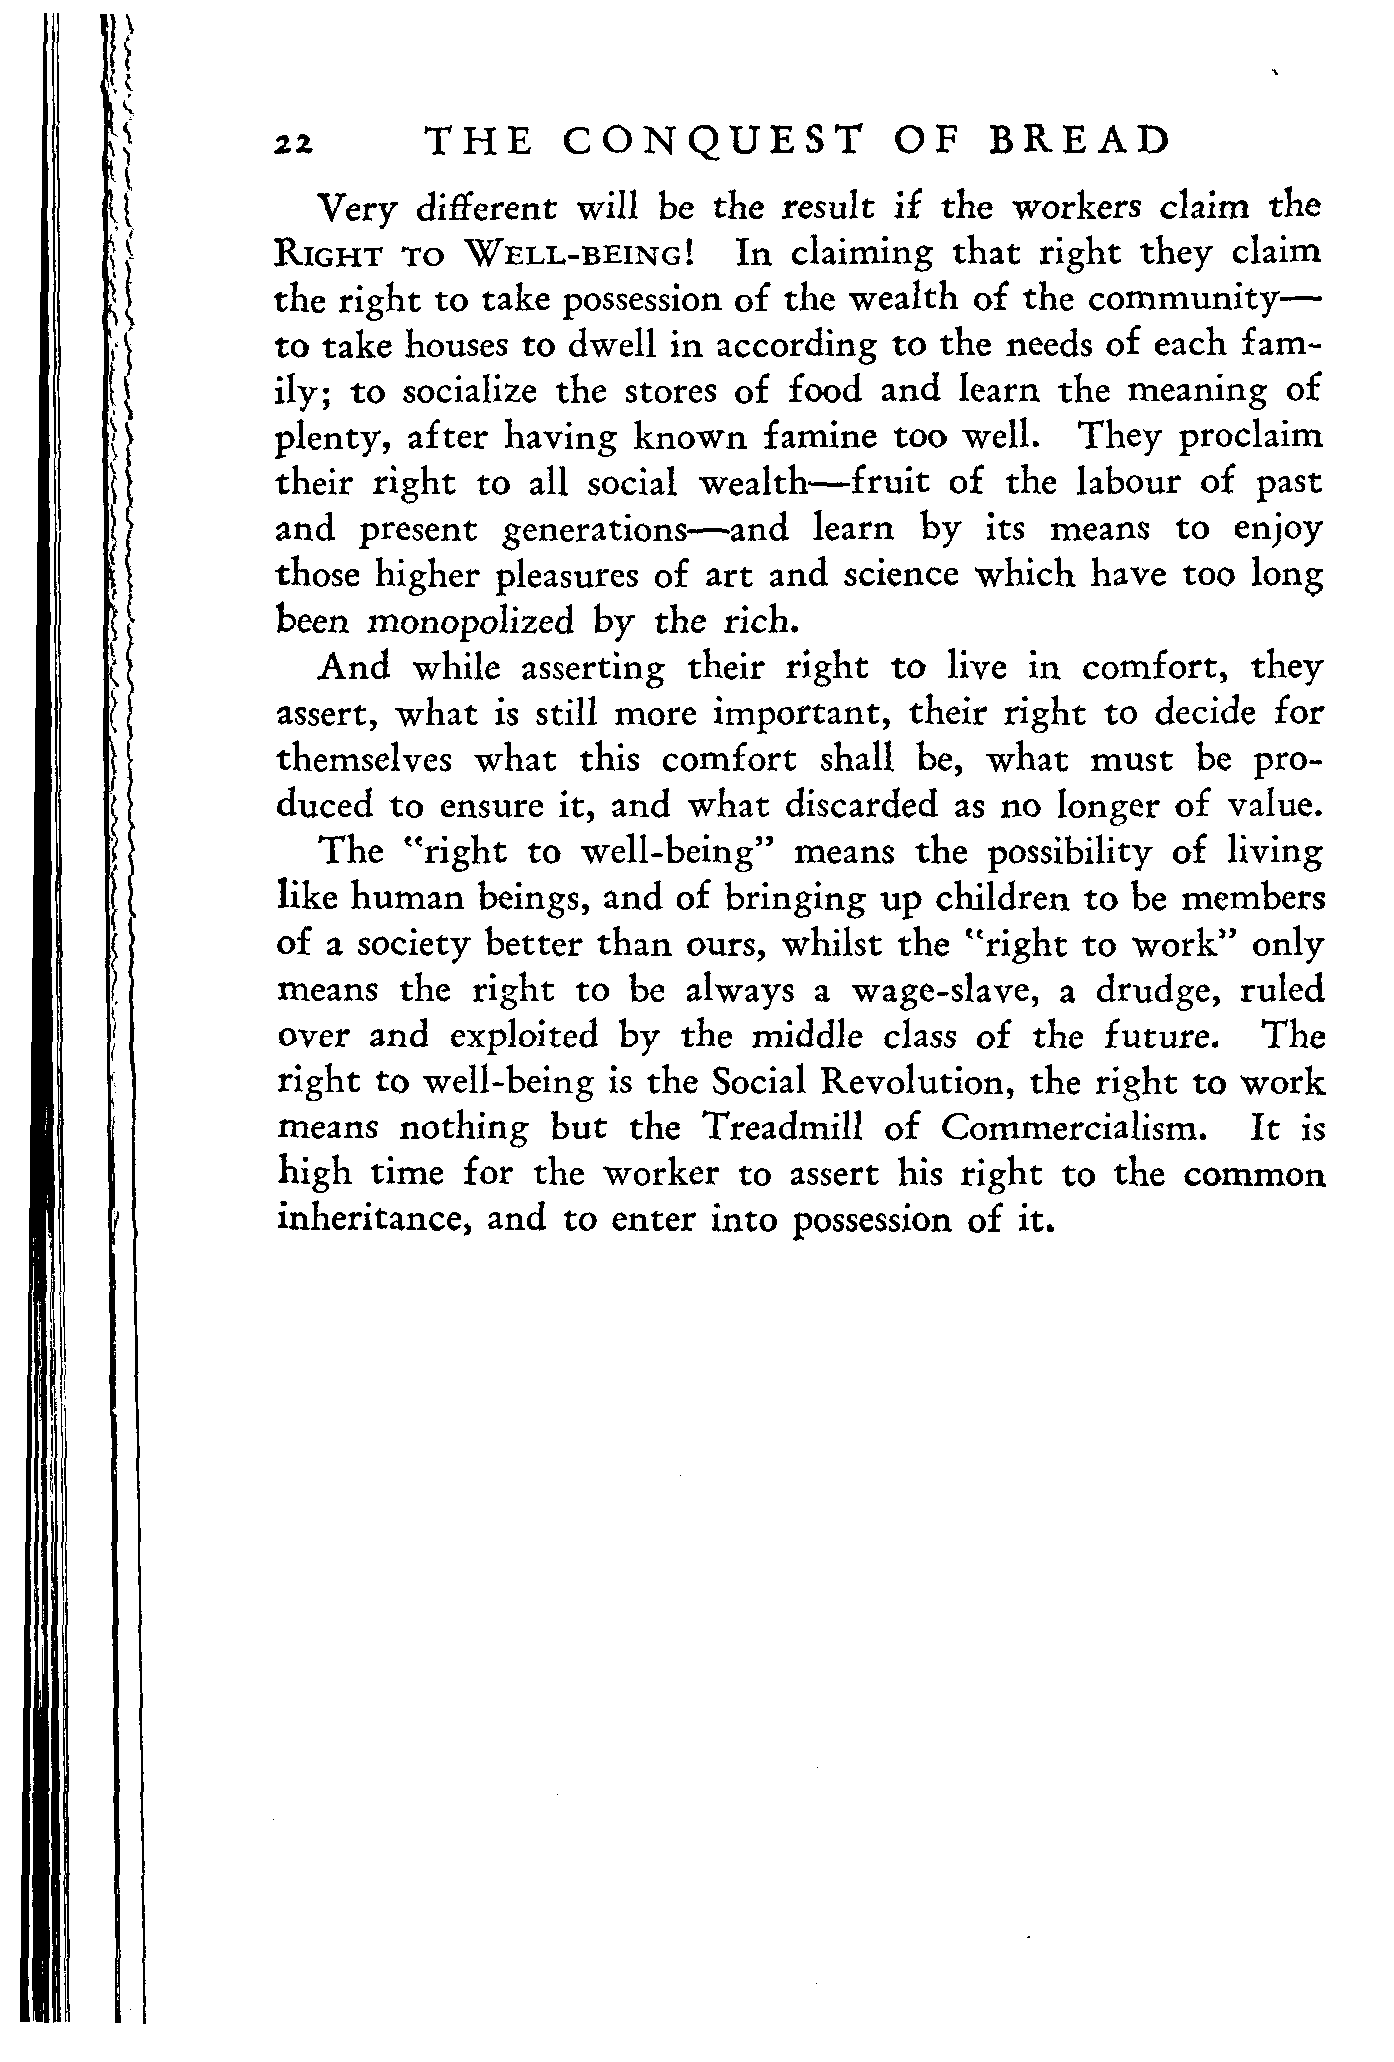 22 THE CONQUEST OF BREAD
Very different will be the result if the workers claim the
RIGHT TO WELL-BEING! In claiming that right they claim
the right to take possession of the wealth of the community—
to take houses to dwell in according to the needs of each fam-
ily; to socialize the stores of food and learn the meaning of
plenty, after having known famine too well. They proclaim
their right to all social wealth—fruit of the labour of past
and present generations—and learn by its means to enjoy
those higher pleasures of art and science which have too long
been monopolized by the rich.
And while asserting their right to live in comfort, they
assert, what is still more important, their right to decide for
themselves what this comfort shall be, what must be pro-
duced to ensure it, and what discarded as no longer of value.
The "right to well-being" means the possibility of living
like human beings, and of bringing up children to be members
of a society better than ours, whilst the "right to work" only
means the right to be always a wage-slave, a drudge, ruled
over and exploited by the middle class of the future. The
right to well-being is the Social Revolution, the right to work
means nothing but the Treadmill of Commercialism. It is
high time for the worker to assert his right to the common
inheritance, and to enter into possession of it.